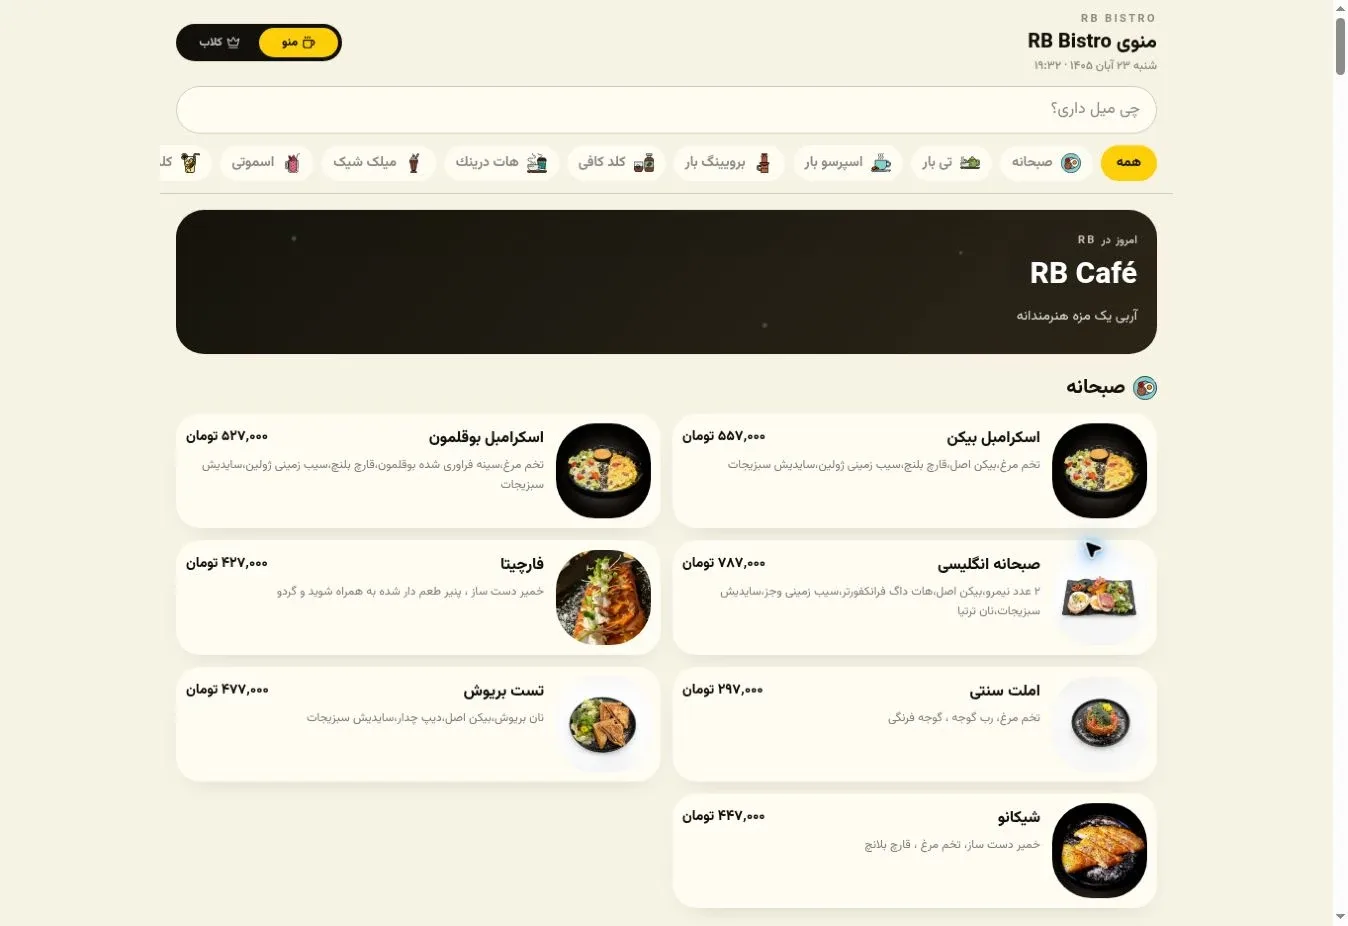 RB BISTRO
منوی RB Bistro
شنبه ۲۳ آبان ۱۴۰۵ · ۱۹:۳۲
منو
کلاب
چی میل داری؟
همه
صبحانه
تی بار
اسپرسو بار
برویینگ بار
کلد کافی
هات درینك
میلک شیک
اسموتی
کلد
امروز در RB
RB Café
آربی یک مزه هنرمندانه
صبحانه
اسکرامبل بیکن
۵۵۷,۰۰۰ تومان
تخم مرغ،بیکن اصل،قارچ بلنچ،سیب زمینی ژولین،سایدیش سبزیجات
اسکرامبل بوقلمون
۵۲۷,۰۰۰ تومان
تخم مرغ،سینه فراوری شده بوقلمون،قارچ بلنچ،سیب زمینی ژولین،سایدیش
سبزیجات
صبحانه انگلیسی
۷۸۷,۰۰۰ تومان
۲ عدد نیمرو،بیکن اصل،هات داگ فرانکفورتر،سیب زمینی وجز،سایدیش
سبزیجات،نان ترتیا
فارچیتا
۴۲۷,۰۰۰ تومان
خمیر دست ساز ، پنیر طعم دار شده به همراه شوید و گردو
املت سنتی
۲۹۷,۰۰۰ تومان
تخم مرغ، رب گوجه ، گوجه فرنگی
تست بریوش
۴۷۷,۰۰۰ تومان
نان بریوش،بیکن اصل،دیپ چدار،سایدیش سبزیجات
شیکانو
۴۴۷,۰۰۰ تومان
خمیر دست ساز، تخم مرغ ، قارچ بلانچ